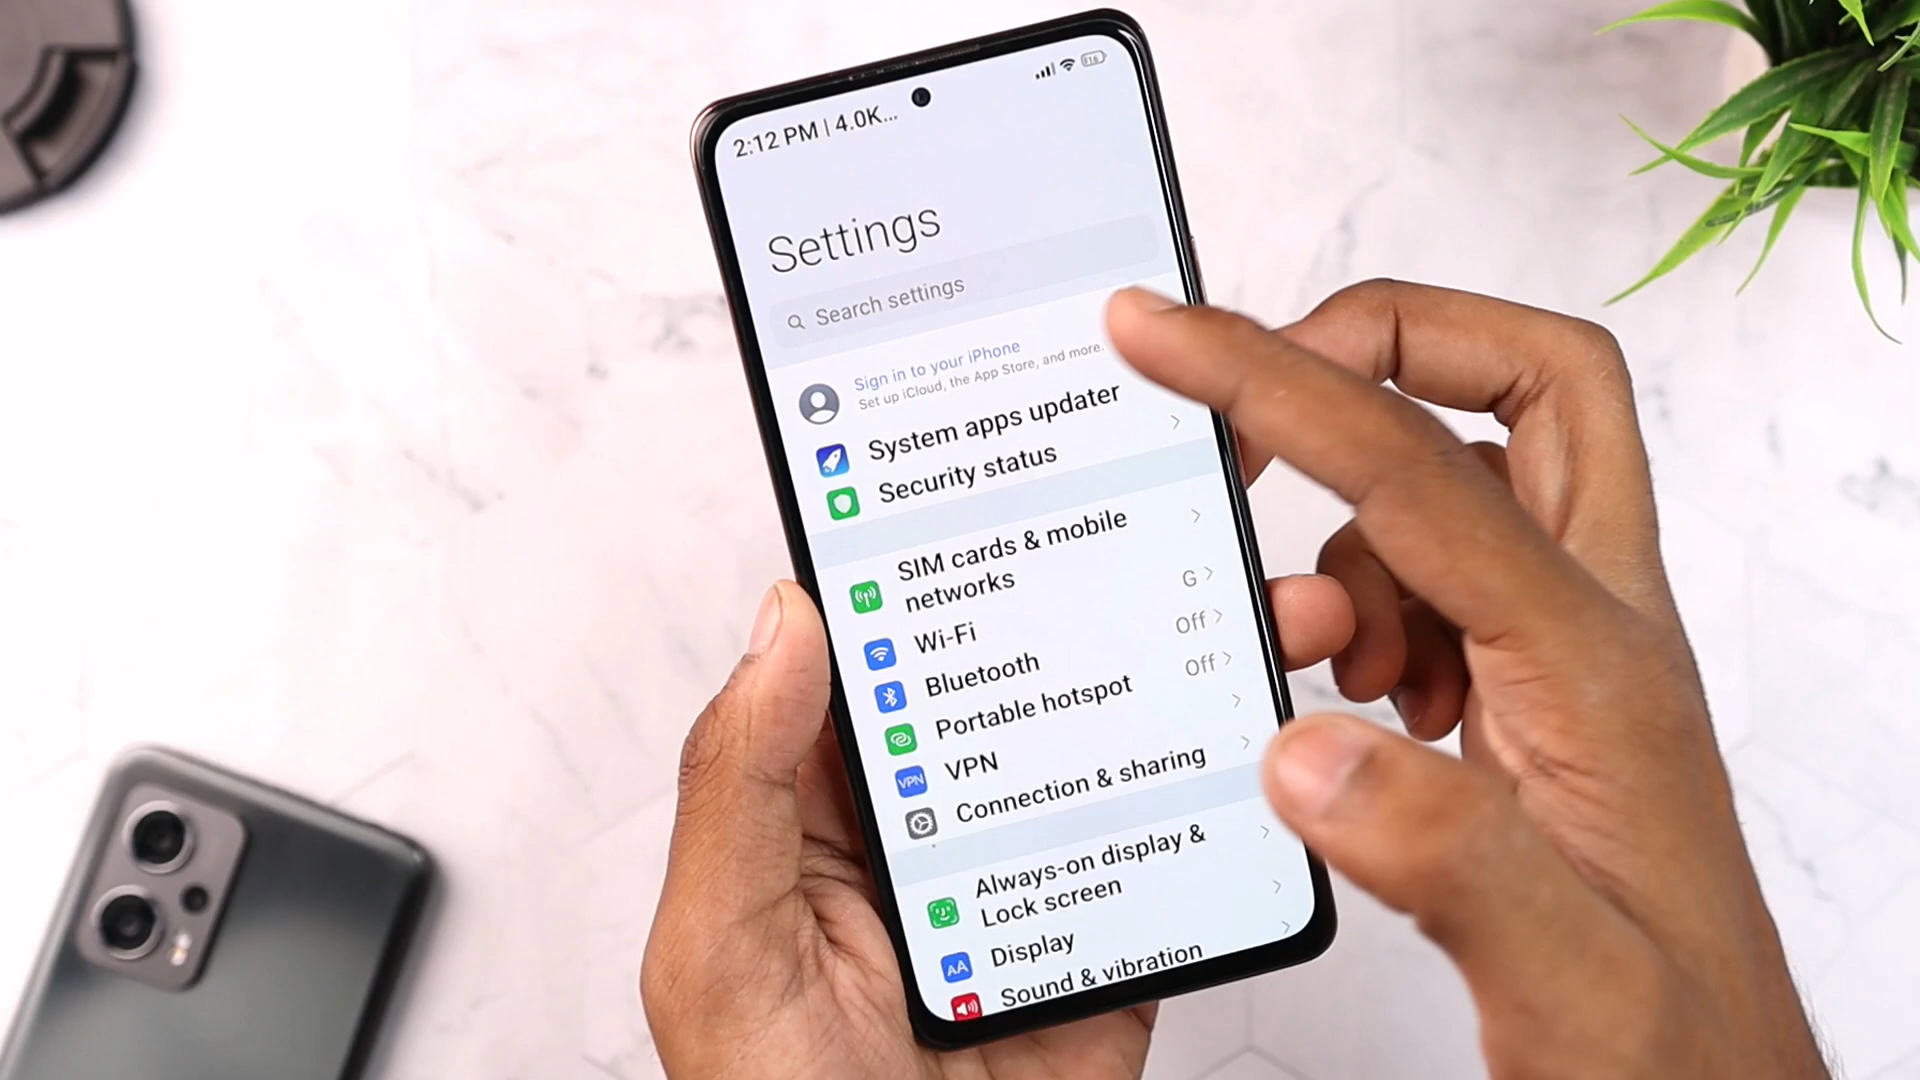 2:12 PM | 4.0K...
Settings
Search settings
Sign in to your iPhone
Set up iCloud, the App Store, and more.
System apps updater
Security status
SIM cards & mobile
networks
Wi-Fi G
Bluetooth Off
Portable hotspot Off
VPN
VPN
Connection & sharing
Always-on display &
Lock screen
AA
Display
Sound & vibration